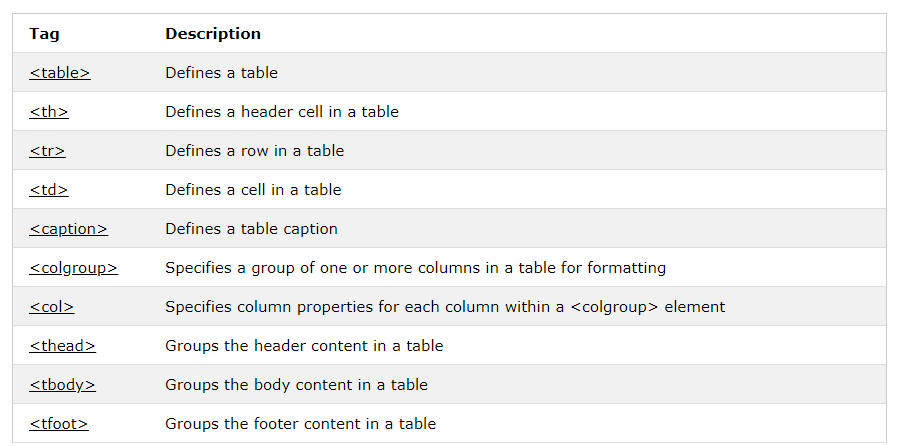 Tag Description
<table> Defines a table
<th> Defines a header cell in a table
<tr> Defines a row in a table
<td> Defines a cell in a table
<caption> Defines a table caption
<colgroup> Specifies a group of one or more columns in a table for formatting
<col> Specifies column properties for each column within a <colgroup> element
<thead> Groups the header content in a table
<tbody> Groups the body content in a table
<tfoot> Groups the footer content in a table